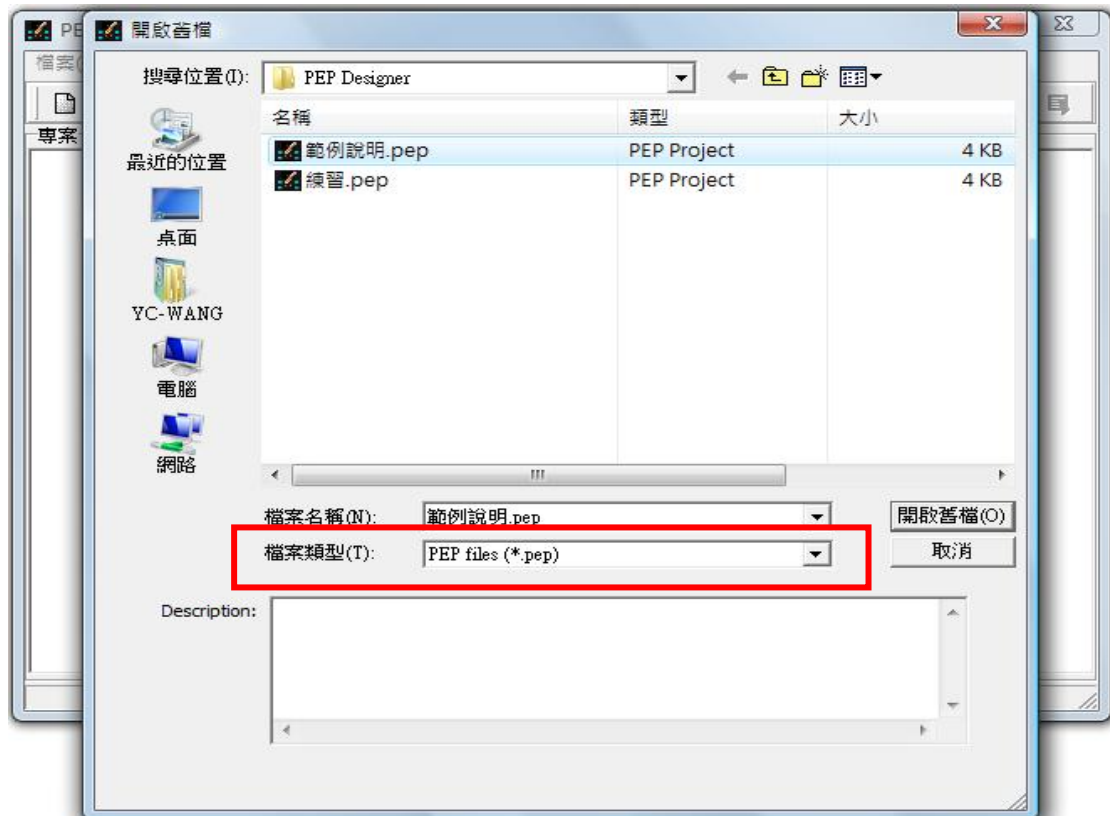 PE
開啟舊檔
檔案(
專案
搜尋位置(I):
PEP Designer
名稱
類型
大小
範例說明.pep
PEP Project
4 KB
練習.pep
PEP Project
4 KB
最近的位置
桌面
YC-WANG
電腦
網路
檔案名稱(N):
範例說明.pep
開啟舊檔(O)
檔案類型(T):
PEP files (*.pep)
取消
Description: